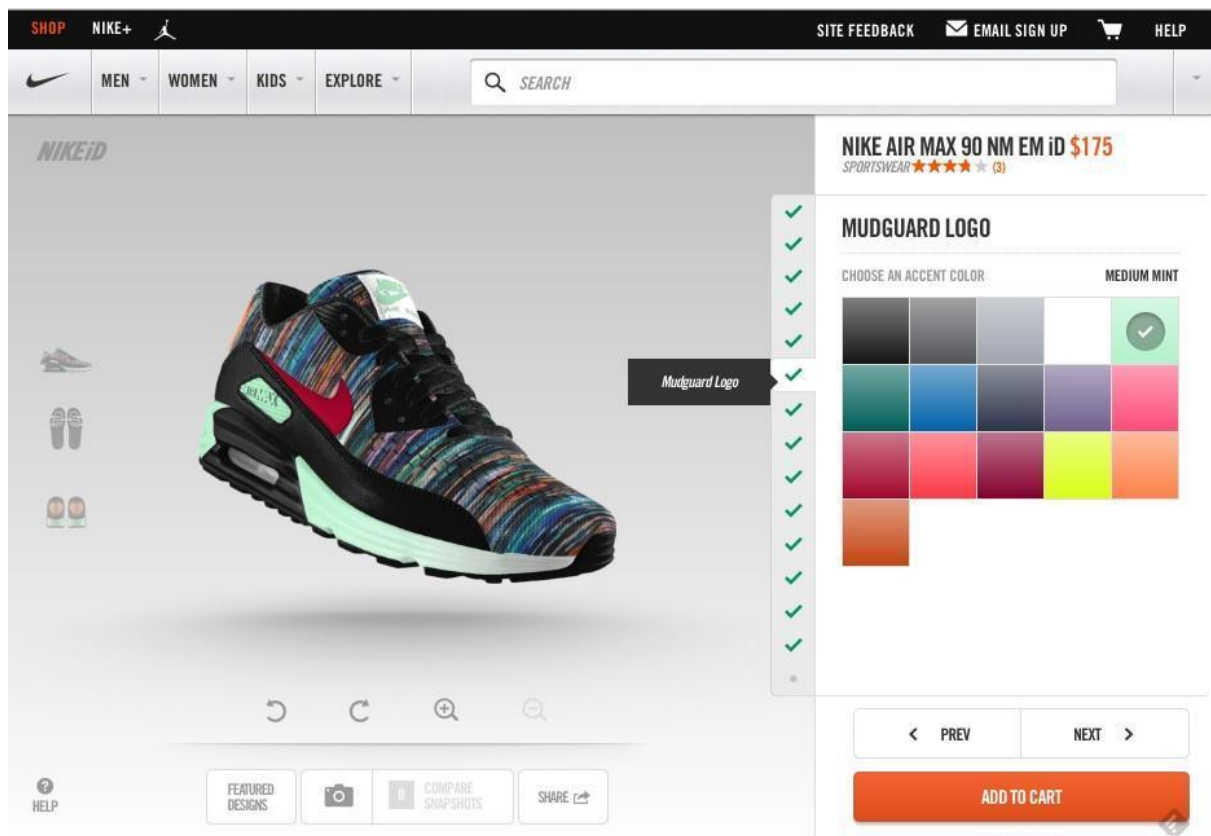 SHOP NIKE+ SITE FEEDBACK EMAIL SIGN UP HELP
MEN WOMEN KIDS EXPLORE SEARCH
NIKEiD
NIKE AIR MAX 90 NM EM iD $175
SPORTSWEAR (3)
MUDGUARD LOGO
CHOOSE AN ACCENT COLOR MEDIUM MINT
Mudguard Logo
PREV NEXT
HELP
FEATURED
DESIGNS
0
COMPARE
SNAPSHOTS
SHARE
ADD TO CART